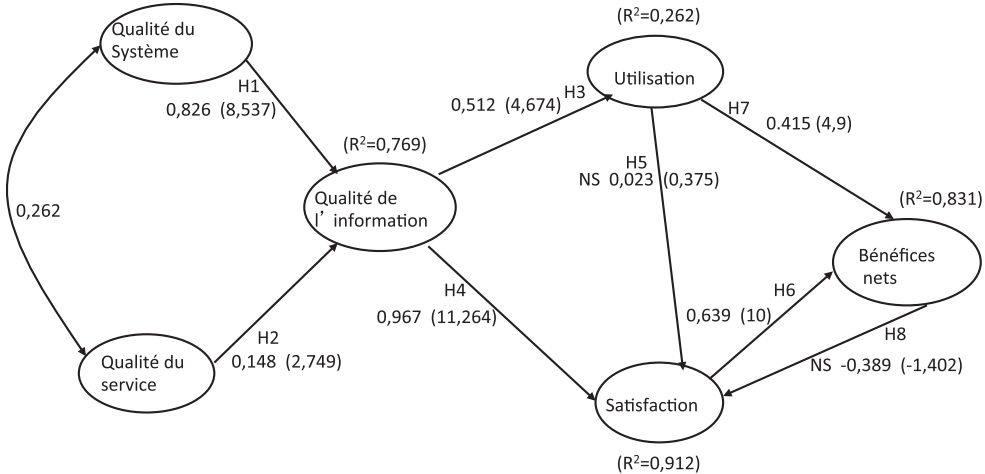 (R²=0,262)
Qualité du
Système
Utilisation
H1
0,826 (8,537)
H3
0,512 (4,674)
H7
0.415 (4,9)
(R²=0,769)
H5
NS 0,023 (0,375)
Qualité de
l' information
(R²=0,831)
0,262
Bénéfices
nets
H4
0,967 (11,264)
H6
0,639 (10)
H2
0,148 (2,749)
H8
NS -0,389 (-1,402)
Qualité du
service
Satisfaction
(R²=0,912)